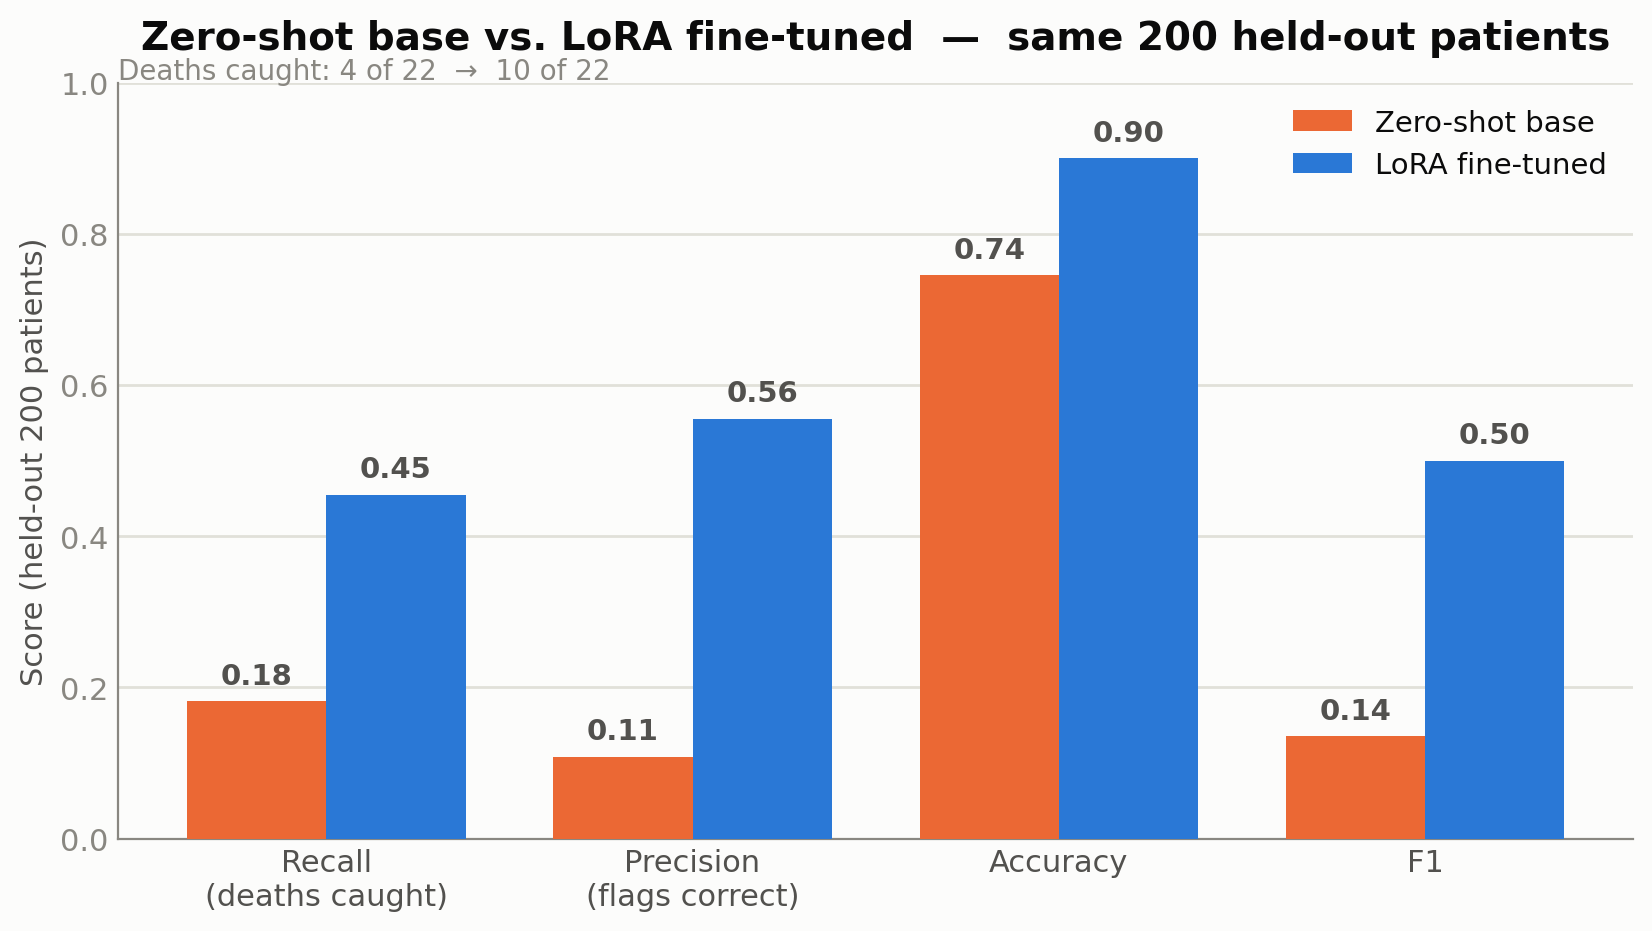 Zero-shot base vs. LoRA fine-tuned — same 200 held-out patients
Deaths caught: 4 of 22 → 10 of 22
Zero-shot base
LoRA fine-tuned
Score (held-out 200 patients)
1.0
0.8
0.6
0.4
0.2
0.0
0.18
0.45
0.11
0.56
0.74
0.90
0.14
0.50
Recall
(deaths caught)
Precision
(flags correct)
Accuracy
F1